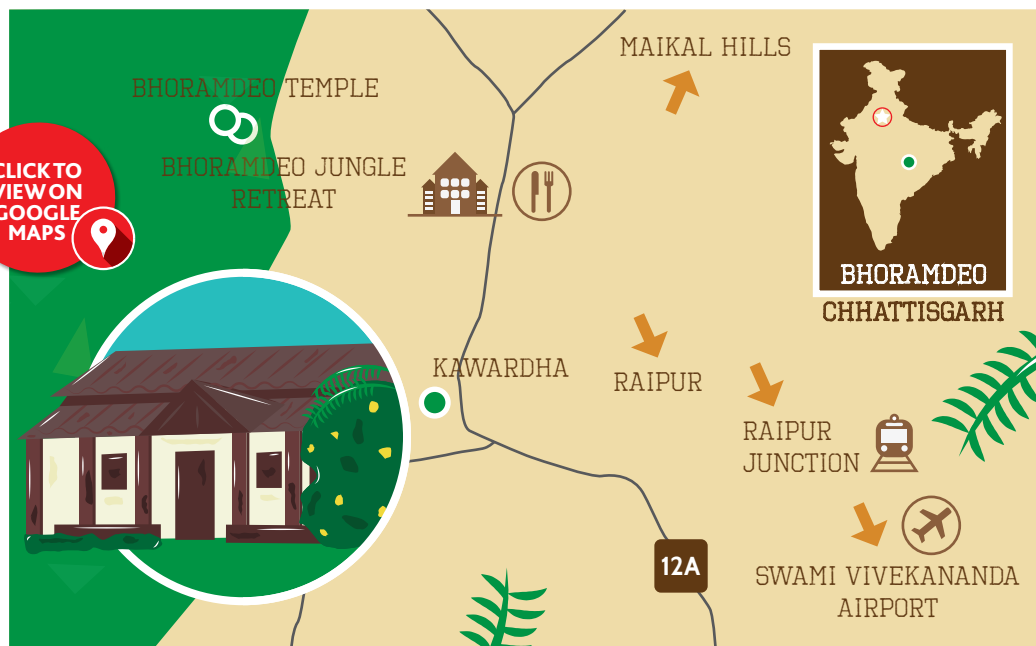 MAIKAL HILLS
BHORAMDEO TEMPLE
BHORAMDEO JUNGLE
RETREAT
CLICK TO
VIEW ON
GOOGLE
MAPS
BHORAMDEO
CHHATTISGARH
KAWARDHA
RAIPUR
RAIPUR
JUNCTION
12A
SWAMI VIVEKANANDA
AIRPORT